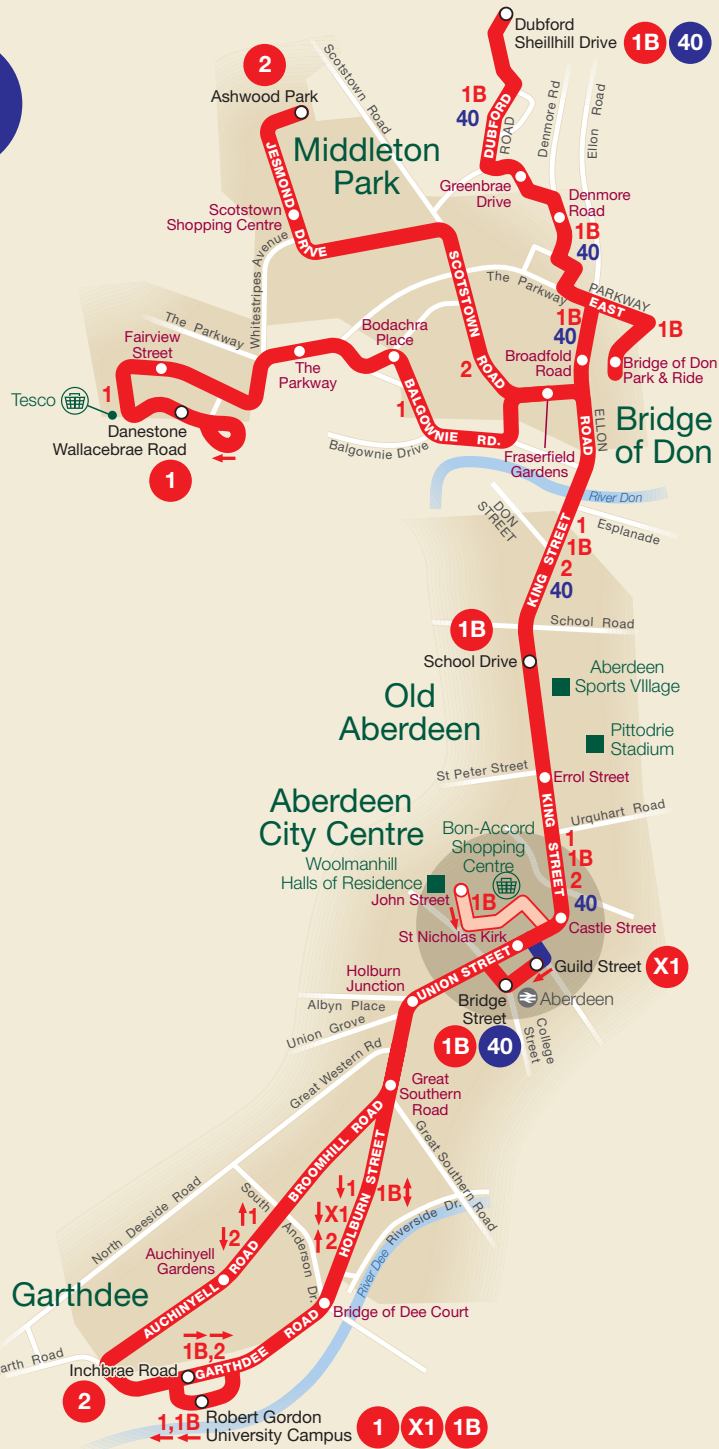 Dubford
Sheillhill Drive
1B
40
2
Ashwood Park
Scotstown Road
1B
40
DUBFORD
ROAD
Denmore Rd
Ellon Road
Middleton
Park
JESMOND
DRIVE
Greenbrae
Drive
Denmore
Road
Scotstown
Shopping Centre
1B
40
Whitestripes Avenue
SCOTSTOWN
ROAD
The Parkway
PARKWAY
EAST
1B
40
1B
The Parkway
Fairview
Street
Bodachra
Place
The
Parkway
2
Broadfold
Road
Bridge of Don
Park & Ride
Tesco
1
1
BALGOWNIE RD.
Danestone
Wallacebrae Road
1
Balgownie Drive
Fraserfield
Gardens
ELLON
ROAD
Bridge
of Don
River Don
DON
STREET
Esplanade
KING STREET
1
1B
2
40
School Road
1B
School Drive
Aberdeen
Sports VIllage
Old
Aberdeen
Pittodrie
Stadium
St Peter Street
Errol Street
Aberdeen
City Centre
KING STREET
Urquhart Road
Bon-Accord
Shopping
Centre
1
1B
2
40
Woolmanhill
Halls of Residence
John Street
1B
Castle Street
St Nicholas Kirk
UNION STREET
Guild Street
X1
Holburn
Junction
Bridge
Street
Aberdeen
Albyn Place
Union Grove
1B
40
College
Street
Great Western Rd
Great
Southern
Road
BROOMHILL ROAD
HOLBURN STREET
Great Southern Road
North Deeside Road
South Anderson Dr.
1
2
1
X1
2
1B
Riverside Dr.
River Dee
Auchinyell
Gardens
AUCHINYELL
ROAD
Garthdee
Bridge of Dee Court
arth Road
1B,2
GARTHDEE
ROAD
Inchbrae Road
2
1,1B
Robert Gordon
University Campus
1
X1
1B